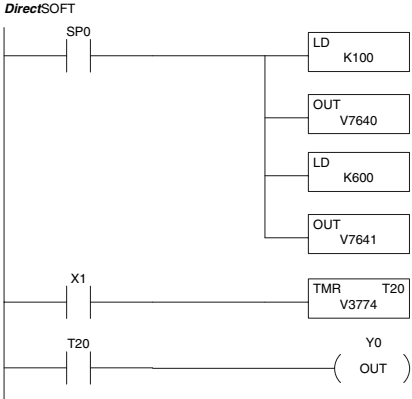 DirectSOFT
SP0
LD
K100
OUT
V7640
LD
K600
OUT
V7641
X1
TMR T20
V3774
T20
Y0
OUT